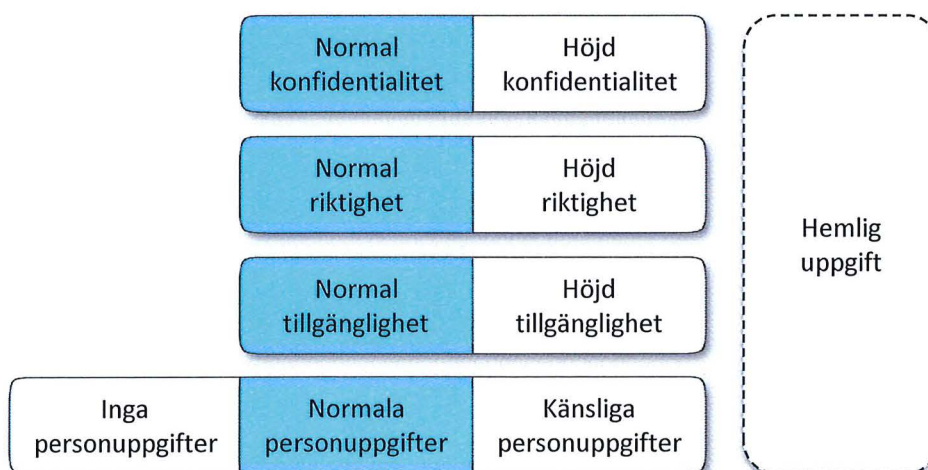 Normal
konfidentialitet
Höjd
konfidentialitet
Normal
riktighet
Höjd
riktighet
Hemlig
uppgift
Normal
tillgänglighet
Höjd
tillgänglighet
Inga
personuppgifter
Normala
personuppgifter
Känsliga
personuppgifter